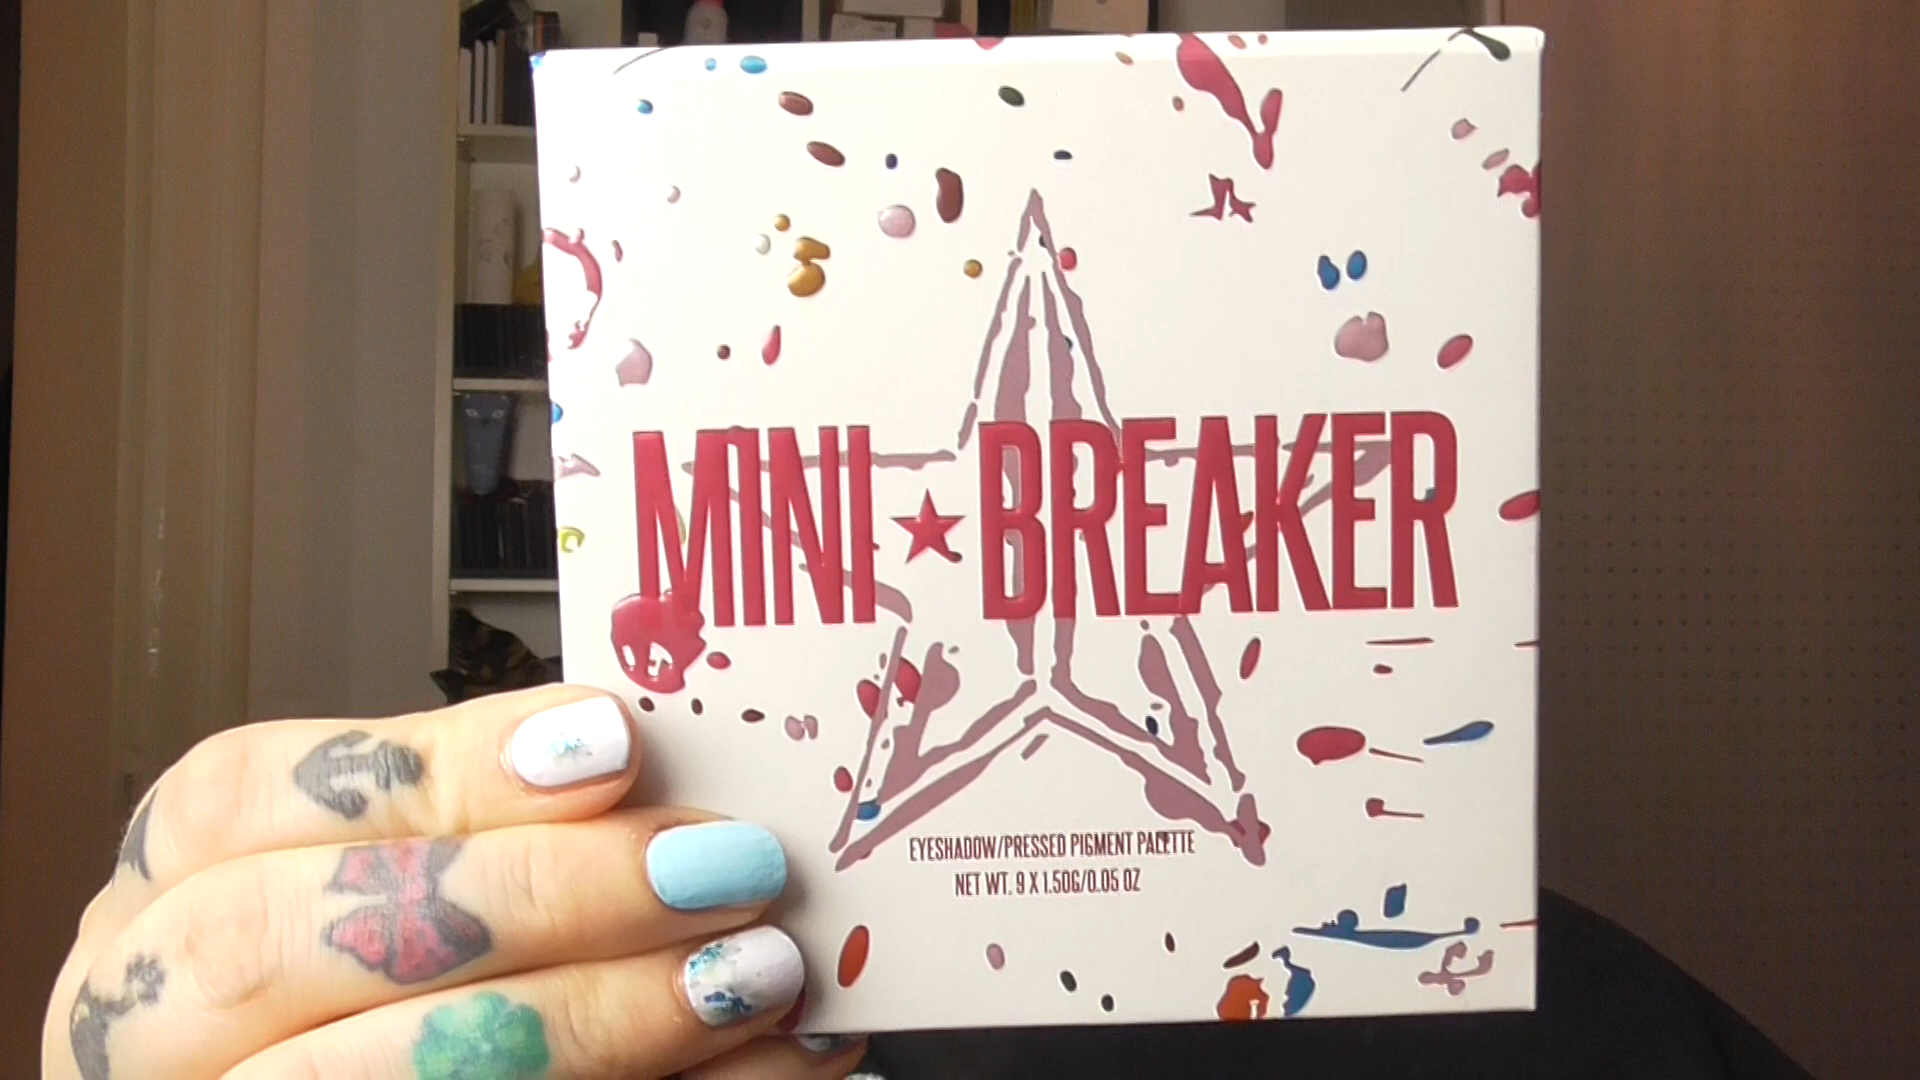 MINI ★ BREAKER
EYESHADOW/PRESSED PIGMENT PALETTE
NET WT. 9 X 1.50G/0.05 OZ